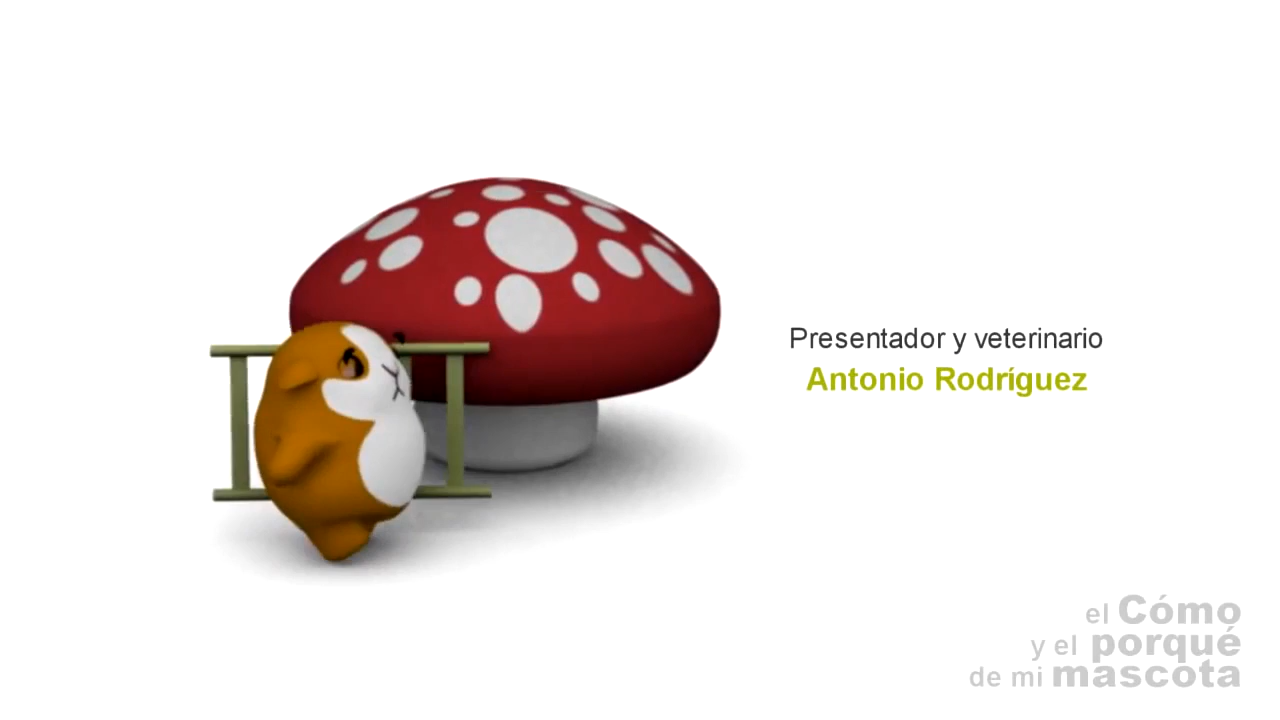 Presentador y veterinario
Antonio Rodríguez
el Cómo
y el porqué
de mi mascota